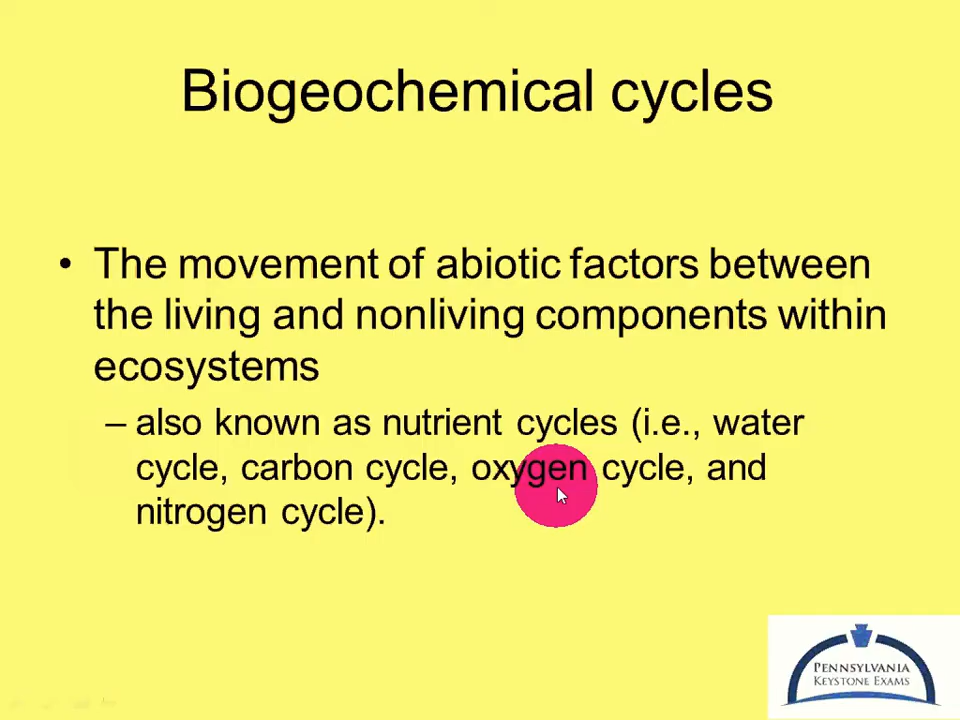 Biogeochemical cycles
• The movement of abiotic factors between
the living and nonliving components within
ecosystems
– also known as nutrient cycles (i.e., water
cycle, carbon cycle, oxygen cycle, and
nitrogen cycle).
PENNSYLVANIA
KEYSTONE EXAMS